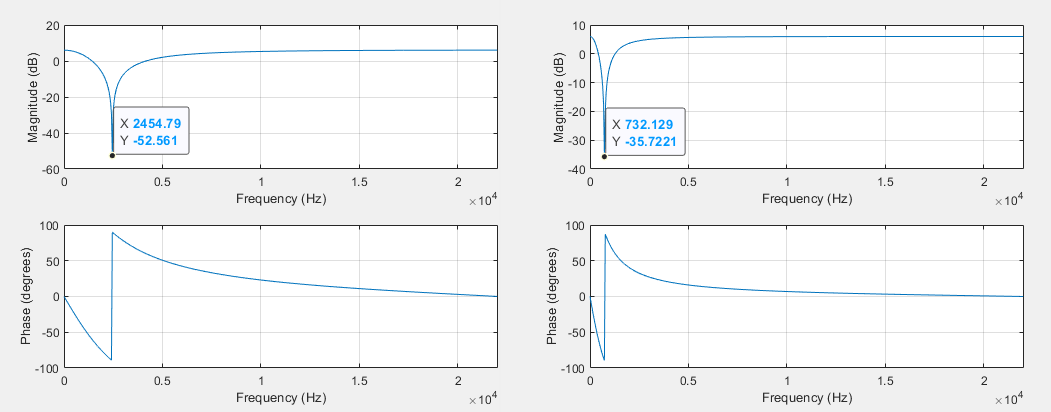 20
0
-20
-40
-60
Magnitude (dB)
X 2454.79
Y -52.561
0 0.5 1 1.5 2
×10^4
Frequency (Hz)
10
0
-10
-20
-30
-40
Magnitude (dB)
X 732.129
Y -35.7221
0 0.5 1 1.5 2
×10^4
Frequency (Hz)
100
50
0
-50
-100
Phase (degrees)
0 0.5 1 1.5 2
×10^4
Frequency (Hz)
100
50
0
-50
-100
Phase (degrees)
0 0.5 1 1.5 2
×10^4
Frequency (Hz)